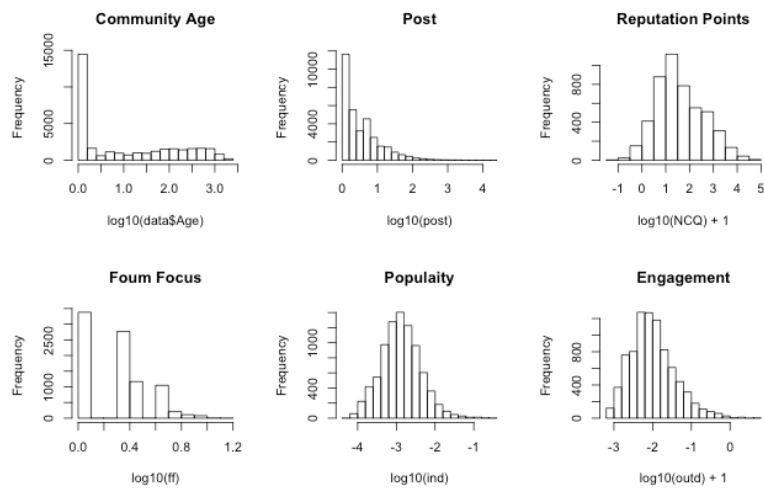 Community Age
Post
Reputation Points
Frequency
0 5000 15000
0.0 1.0 2.0 3.0
log10(data$Age)
Frequency
0 4000 10000
0 1 2 3 4
log10(post)
Frequency
0 400 800
-1 0 1 2 3 4 5
log10(NCQ) + 1
Foum Focus
Populaity
Engagement
Frequency
0 1000 2500
0.0 0.4 0.8 1.2
log10(ff)
Frequency
0 400 1000
-4 -3 -2 -1
log10(ind)
Frequency
0 400 800
-3 -2 -1 0
log10(outd) + 1